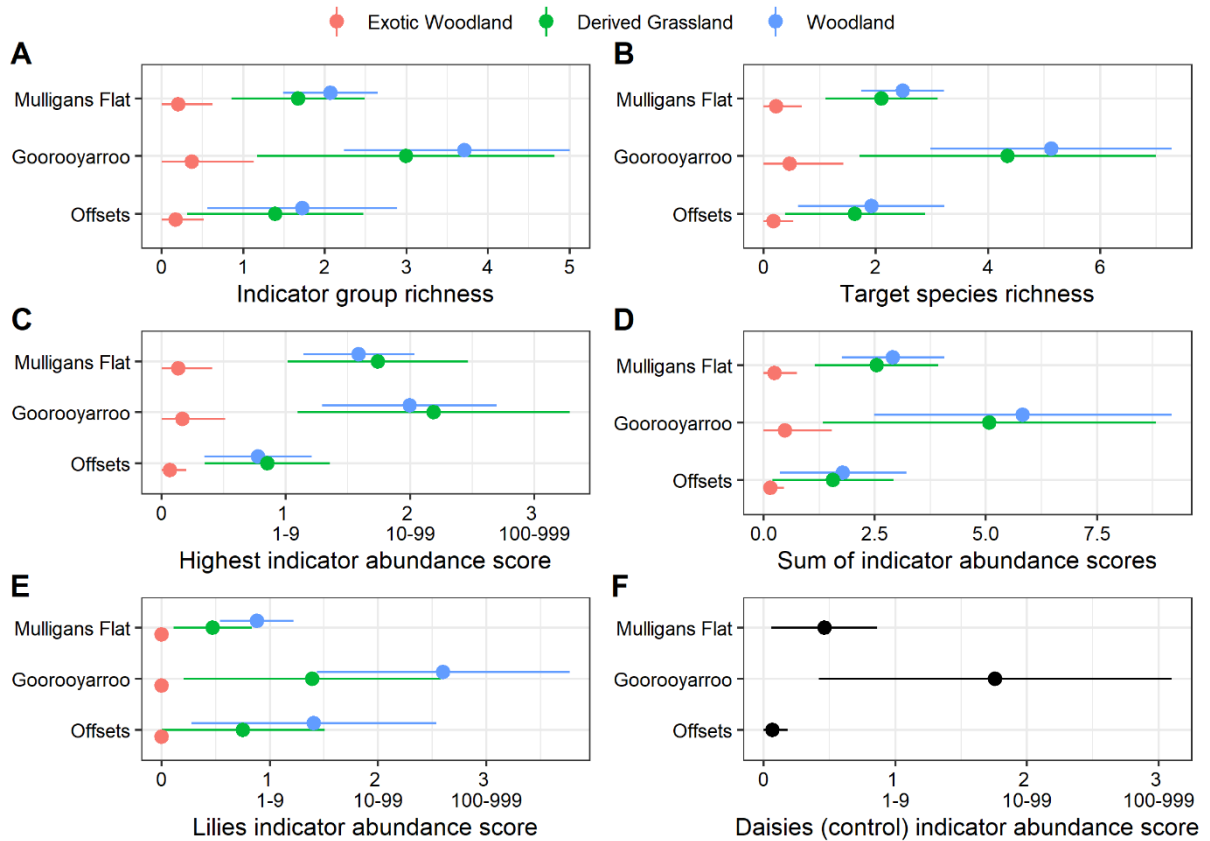 Exotic Woodland Derived Grassland Woodland
A
Mulligans Flat
Goorooyarroo
Offsets
0 1 2 3 4 5
Indicator group richness
B
Mulligans Flat
Goorooyarroo
Offsets
0 2 4 6
Target species richness
C
Mulligans Flat
Goorooyarroo
Offsets
0 1 2 3
1-9 10-99 100-999
Highest indicator abundance score
D
Mulligans Flat
Goorooyarroo
Offsets
0.0 2.5 5.0 7.5
Sum of indicator abundance scores
E
Mulligans Flat
Goorooyarroo
Offsets
0 1 2 3
1-9 10-99 100-999
Lilies indicator abundance score
F
Mulligans Flat
Goorooyarroo
Offsets
0 1 2 3
1-9 10-99 100-999
Daisies (control) indicator abundance score